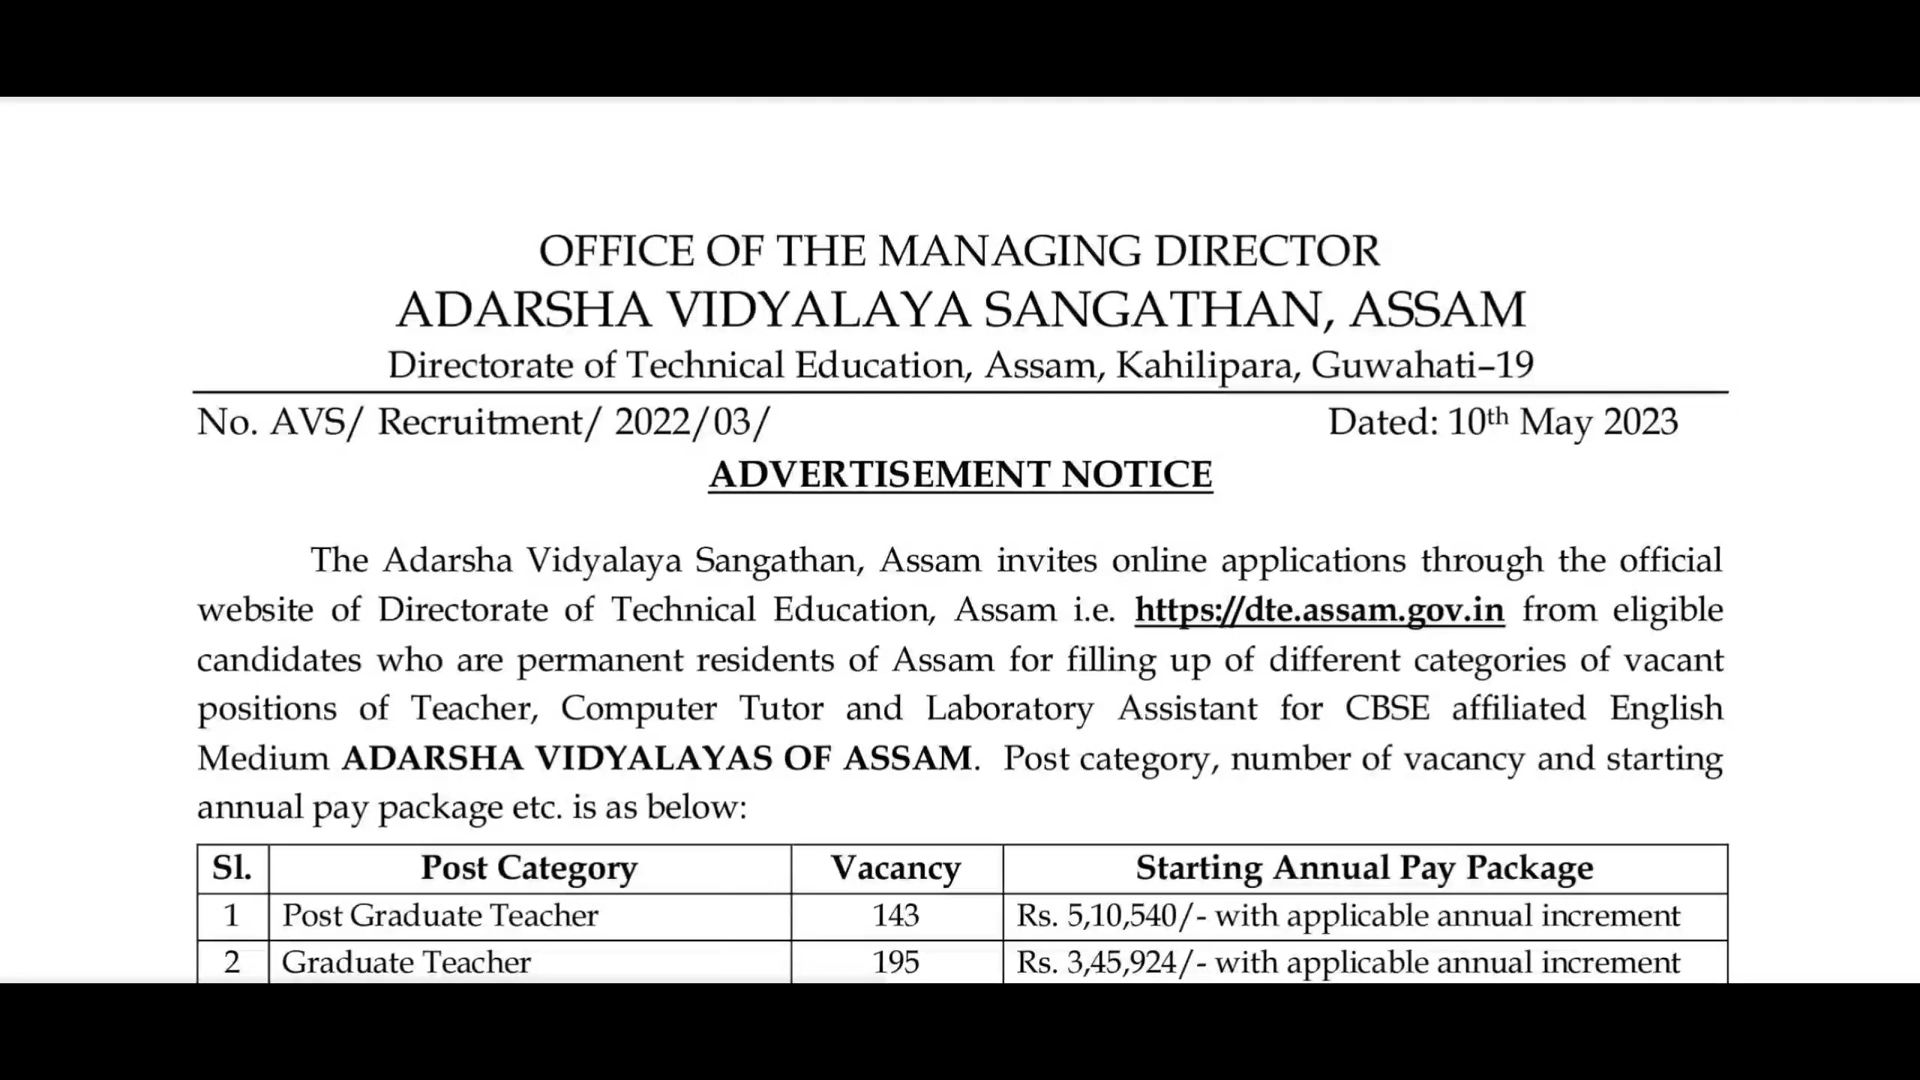 OFFICE OF THE MANAGING DIRECTOR
ADARSHA VIDYALAYA SANGATHAN, ASSAM
Directorate of Technical Education, Assam, Kahilipara, Guwahati–19
No. AVS/ Recruitment/ 2022/03/ Dated: 10th May 2023
ADVERTISEMENT NOTICE
The Adarsha Vidyalaya Sangathan, Assam invites online applications through the official
website of Directorate of Technical Education, Assam i.e. https://dte.assam.gov.in from eligible
candidates who are permanent residents of Assam for filling up of different categories of vacant
positions of Teacher, Computer Tutor and Laboratory Assistant for CBSE affiliated English
Medium ADARSHA VIDYALAYAS OF ASSAM. Post category, number of vacancy and starting
annual pay package etc. is as below:
Sl. Post Category Vacancy Starting Annual Pay Package
1 Post Graduate Teacher 143 Rs. 5,10,540/- with applicable annual increment
2 Graduate Teacher 195 Rs. 3,45,924/- with applicable annual increment